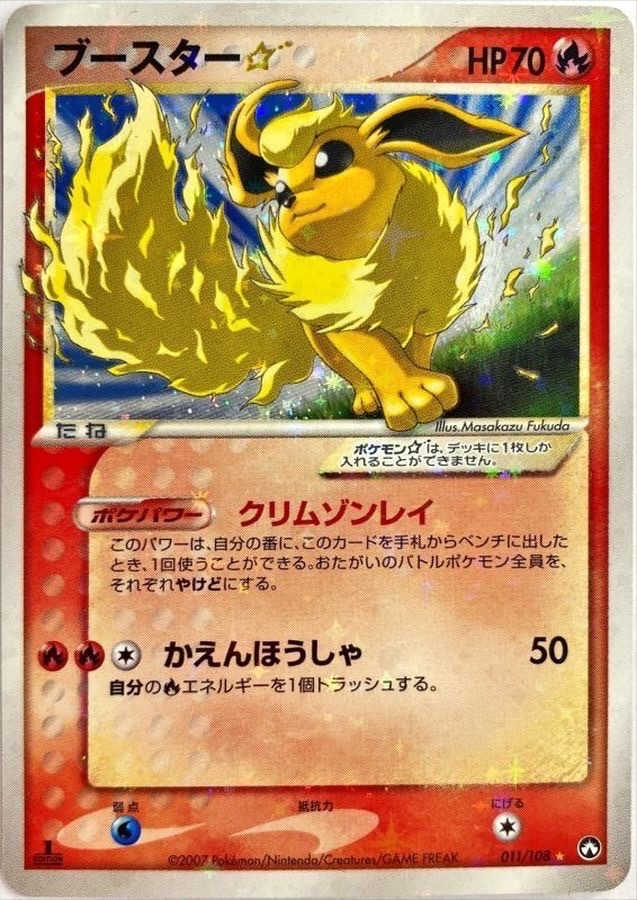 ブースター☆
HP70
たね
Illus.Masakazu Fukuda
ポケモン☆は、デッキに1枚しか
入れることができません。
ポケパワー クリムゾンレイ
このパワーは、自分の番に、このカードを手札からベンチに出した
とき、1回使うことができる。おたがいのバトルポケモン全員を、
それぞれやけどにする。
かえんほうしゃ 50
自分のエネルギーを1個トラッシュする。
弱点 抵抗力 にげる
1
EDITION
©2007 Pokémon/Nintendo/Creatures/GAME FREAK
011/108 ★